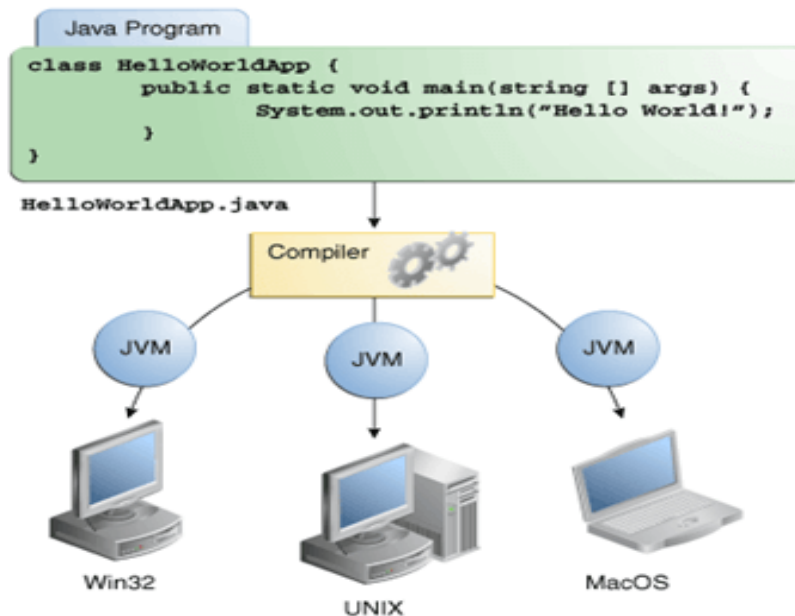 Java Program
class HelloWorldApp {
public static void main(string [] args) {
System.out.println("Hello World!");
}
}
HelloWorldApp.java
Compiler
JVM JVM JVM
Win32 UNIX MacOS